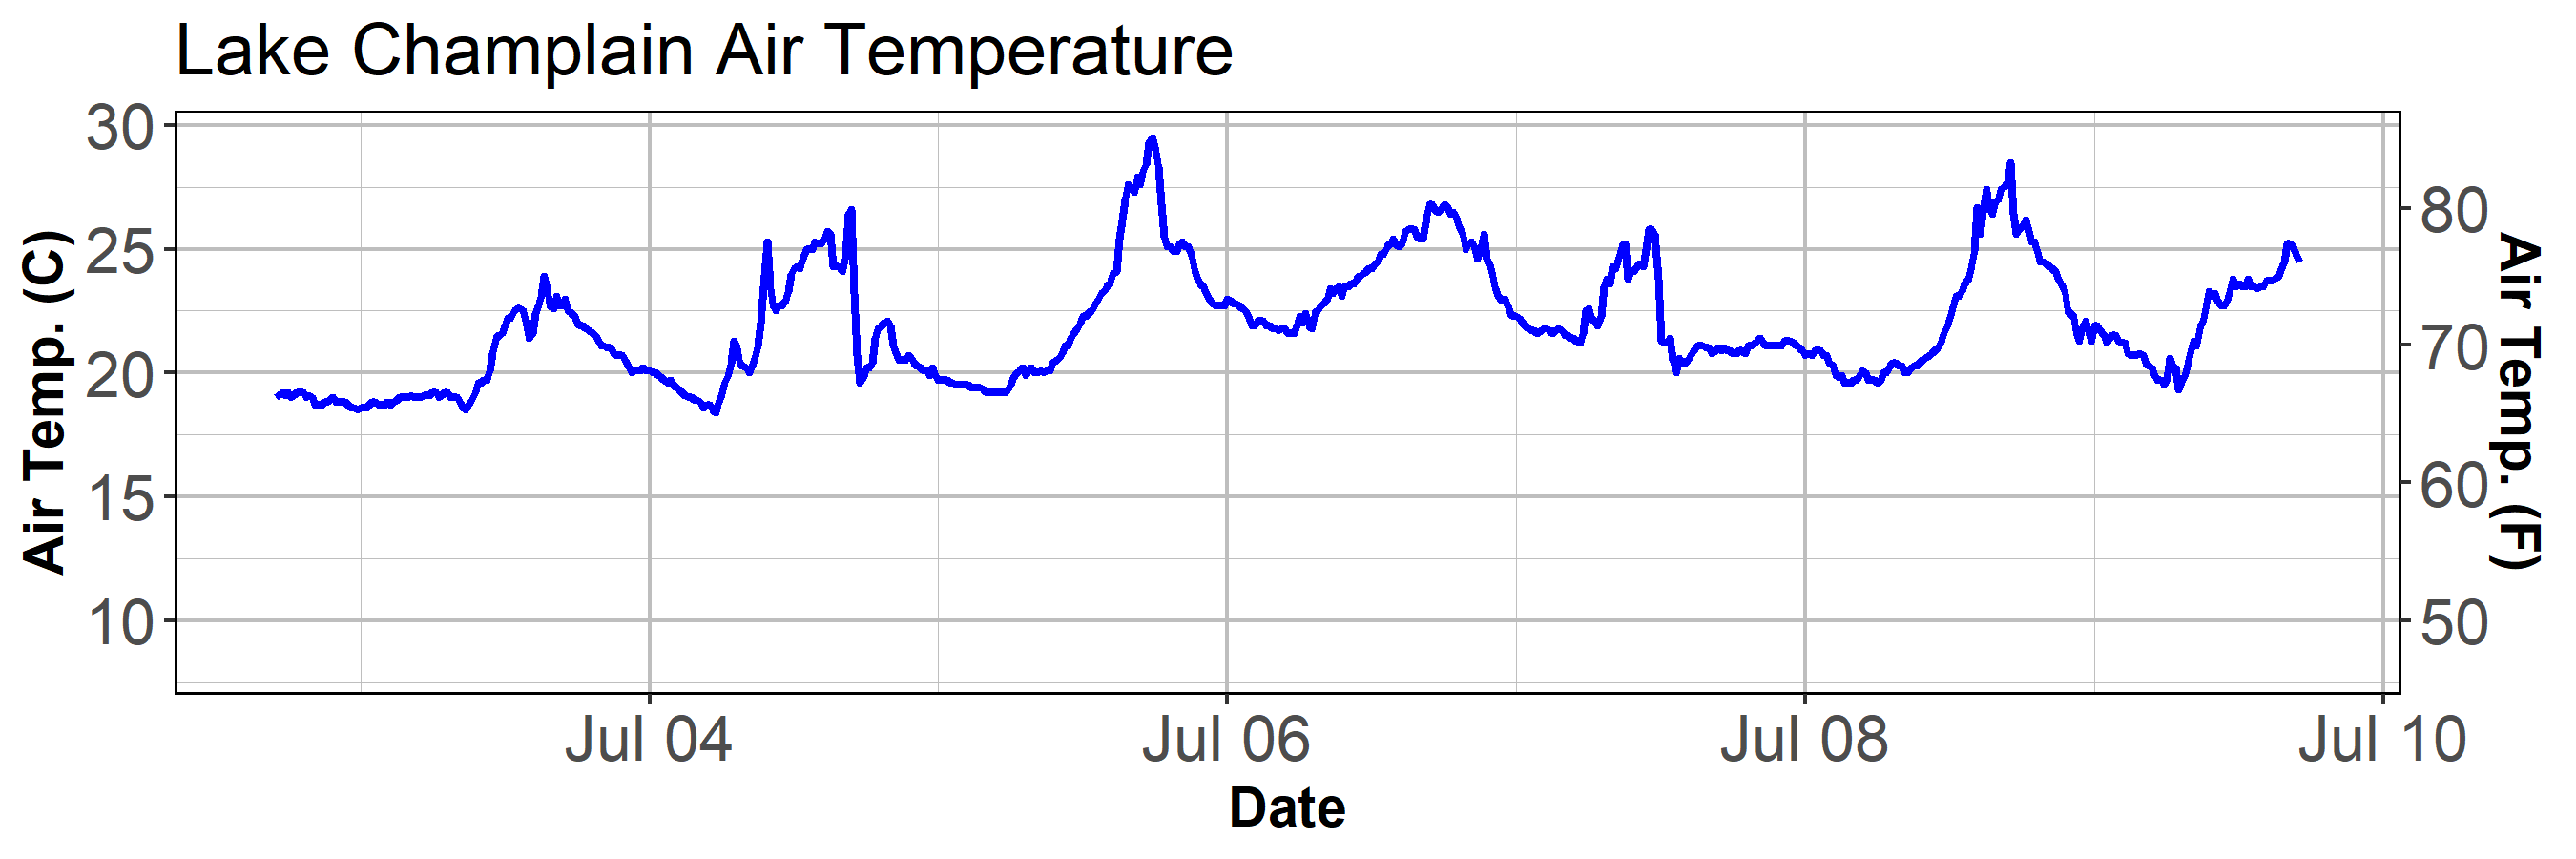 Lake Champlain Air Temperature
30
25
20
15
10
Air Temp. (C)
80
70
60
50
Air Temp. (F)
Jul 04 Jul 06 Jul 08 Jul 10
Date